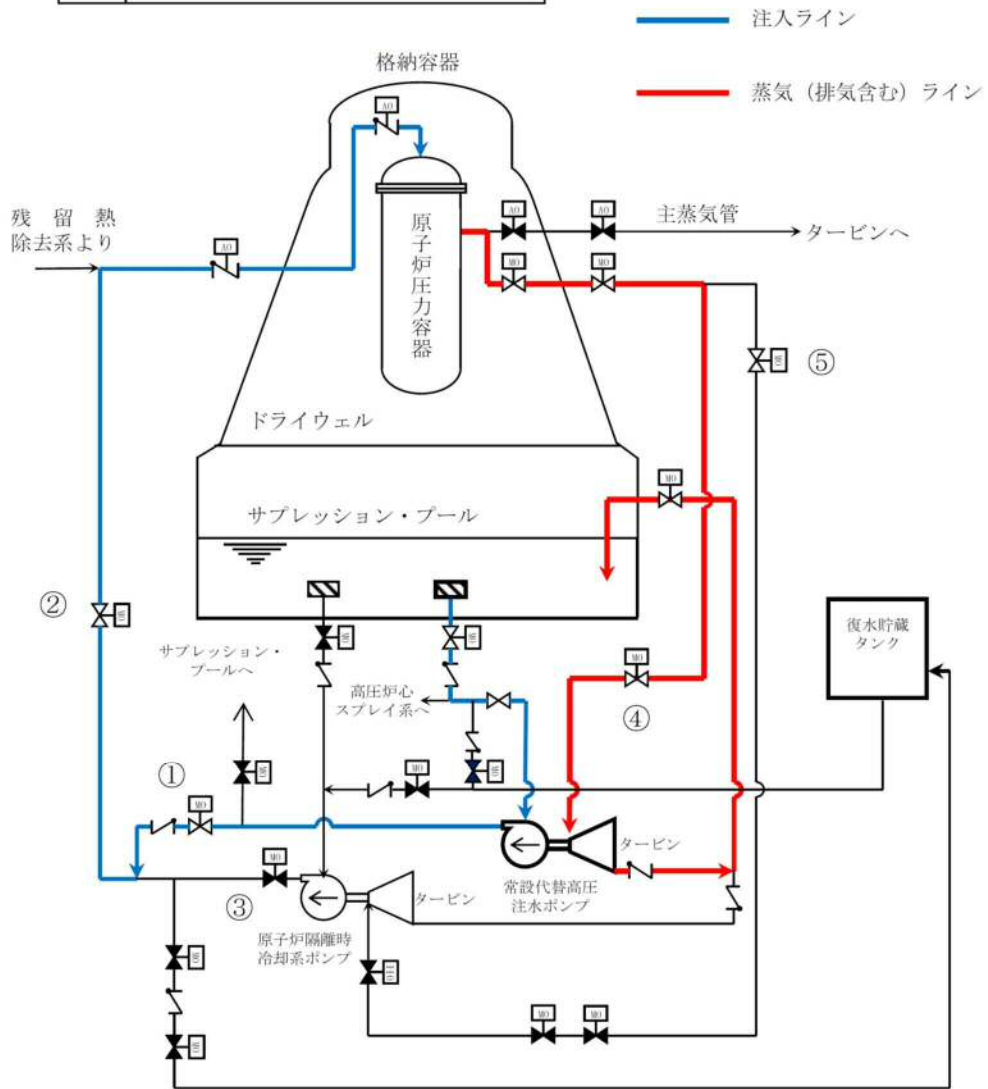 注入ライン
蒸気（排気含む）ライン
格納容器
AO
AO
残留熱
除去系より
AO
AO
主蒸気管
タービンへ
MO
MO
原子炉圧力容器
MO
⑤
ドライウェル
MO
サプレッション・プール
②
MO
MO
MO
復水貯蔵
タンク
サプレッション・
プールへ
MO
高圧炉心
スプレイ系へ
④
①
MO
MO
MO
MO
タービン
常設代替高圧
注水ポンプ
MO
③
タービン
原子炉隔離時
冷却系ポンプ
MO
HO
MO
MO
MO